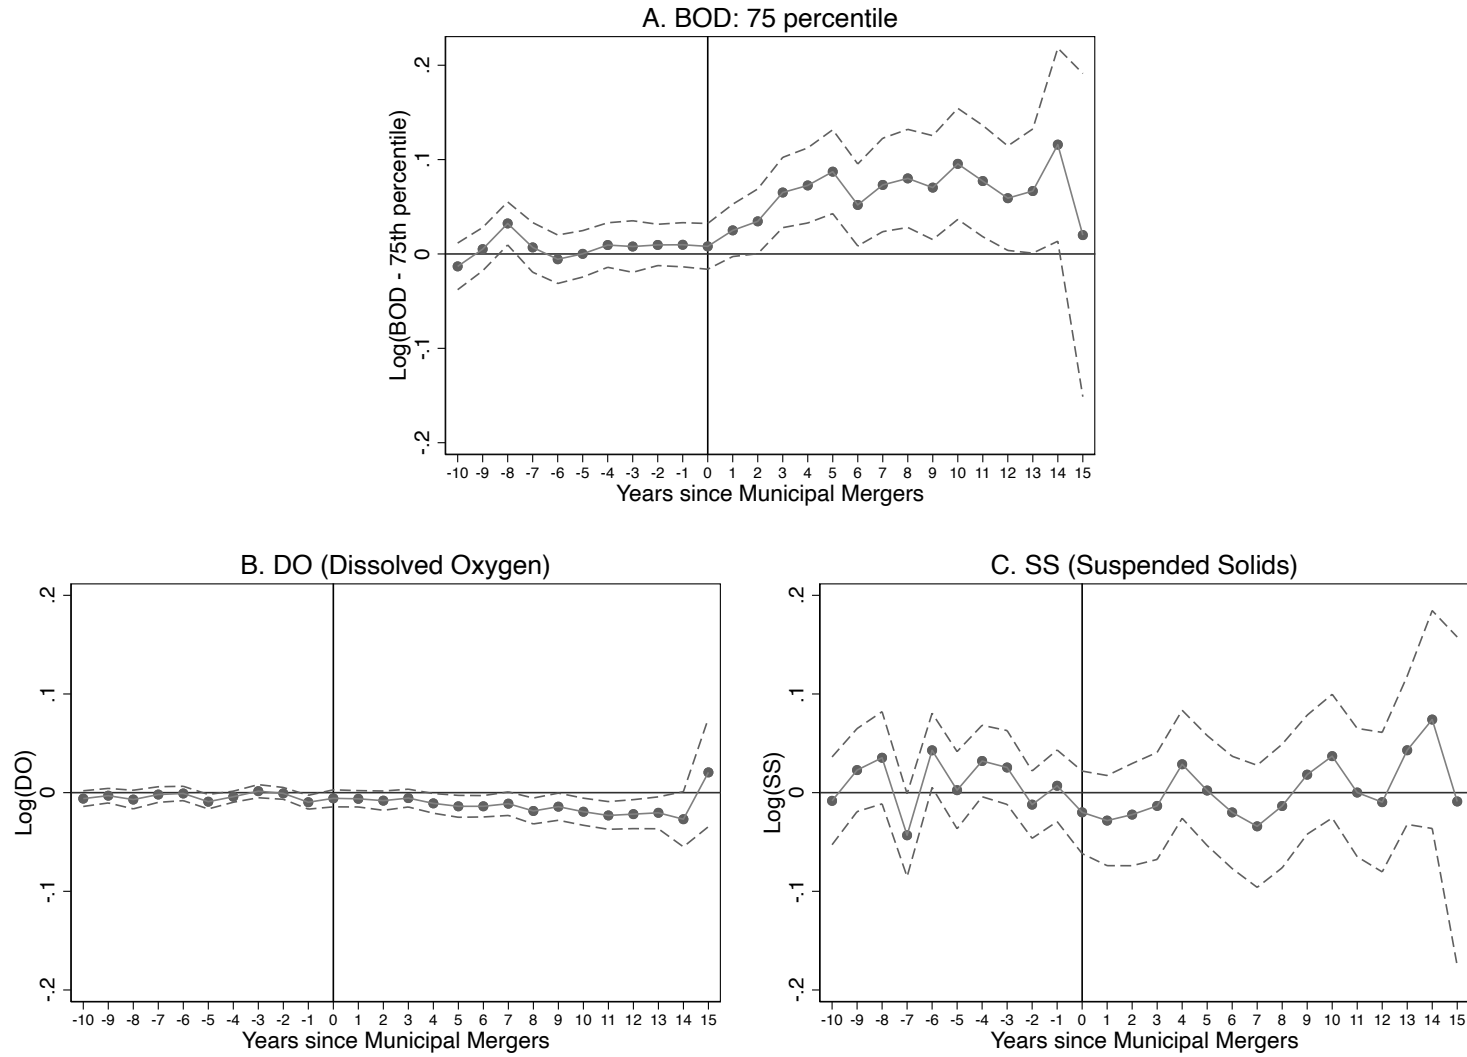 A. BOD: 75 percentile
Log(BOD - 75th percentile)
.2
.1
0
-.1
-.2
-10 -9 -8 -7 -6 -5 -4 -3 -2 -1 0 1 2 3 4 5 6 7 8 9 10 11 12 13 14 15
Years since Municipal Mergers
B. DO (Dissolved Oxygen)
Log(DO)
.2
.1
0
-.1
-.2
-10 -9 -8 -7 -6 -5 -4 -3 -2 -1 0 1 2 3 4 5 6 7 8 9 10 11 12 13 14 15
Years since Municipal Mergers
C. SS (Suspended Solids)
Log(SS)
.2
.1
0
-.1
-.2
-10 -9 -8 -7 -6 -5 -4 -3 -2 -1 0 1 2 3 4 5 6 7 8 9 10 11 12 13 14 15
Years since Municipal Mergers